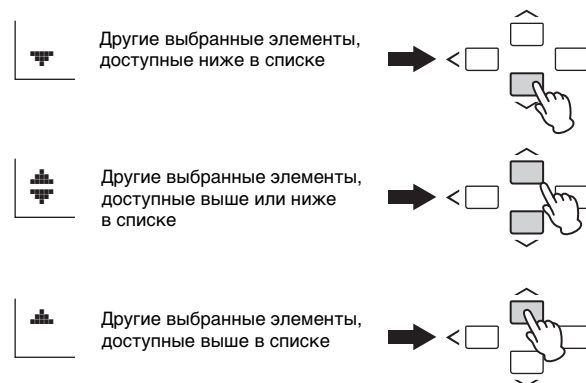 Другие выбранные элементы,
доступные ниже в списке
Другие выбранные элементы,
доступные выше или ниже
в списке
Другие выбранные элементы,
доступные выше в списке